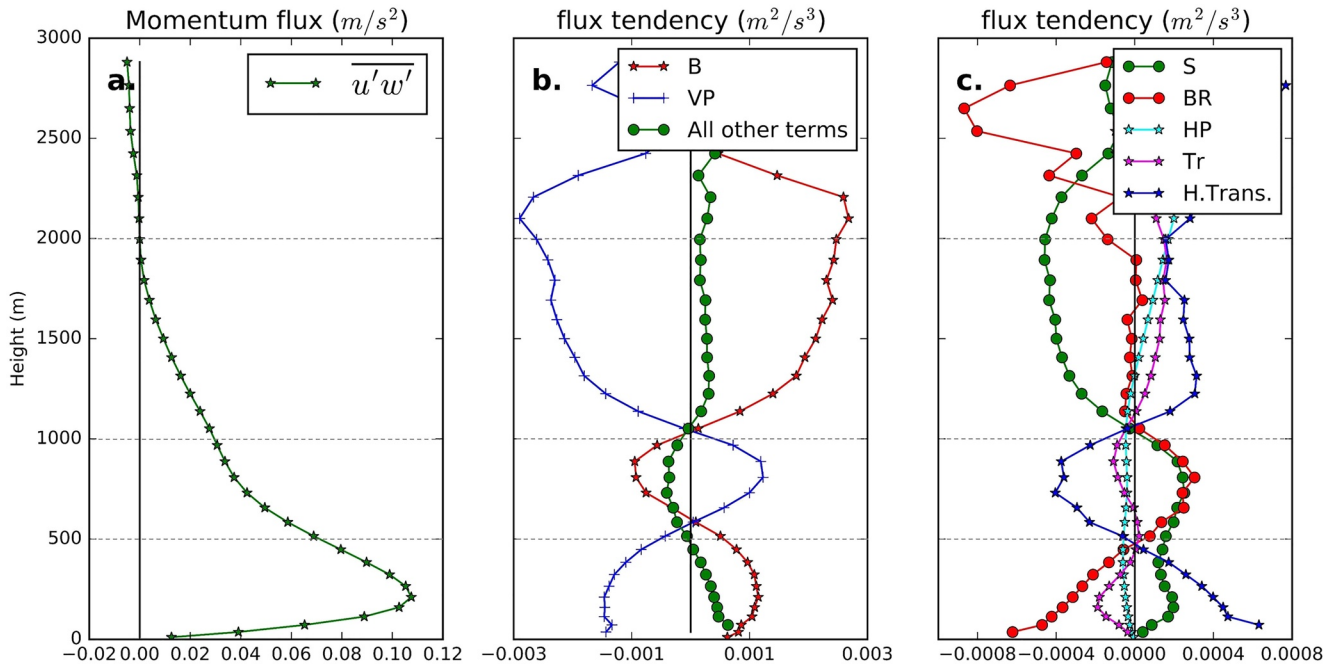 Momentum flux (m/s²)
flux tendency (m²/s³)
flux tendency (m²/s³)
Height (m)
3000
2500
2000
1500
1000
500
0
a.
u′w′
b.
B
VP
All other terms
c.
S
BR
HP
Tr
H.Trans.
−0.02 0.00 0.02 0.04 0.06 0.08 0.10 0.12
−0.003 −0.001 0.001 0.003
−0.0008 −0.0004 0.0000 0.0004 0.0008